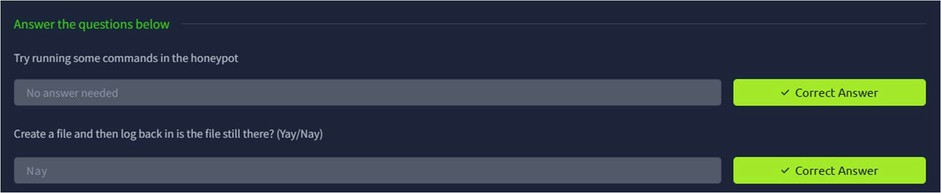 Answer the questions below
Try running some commands in the honeypot
No answer needed
✓ Correct Answer
Create a file and then log back in is the file still there? (Yay/Nay)
Nay
✓ Correct Answer